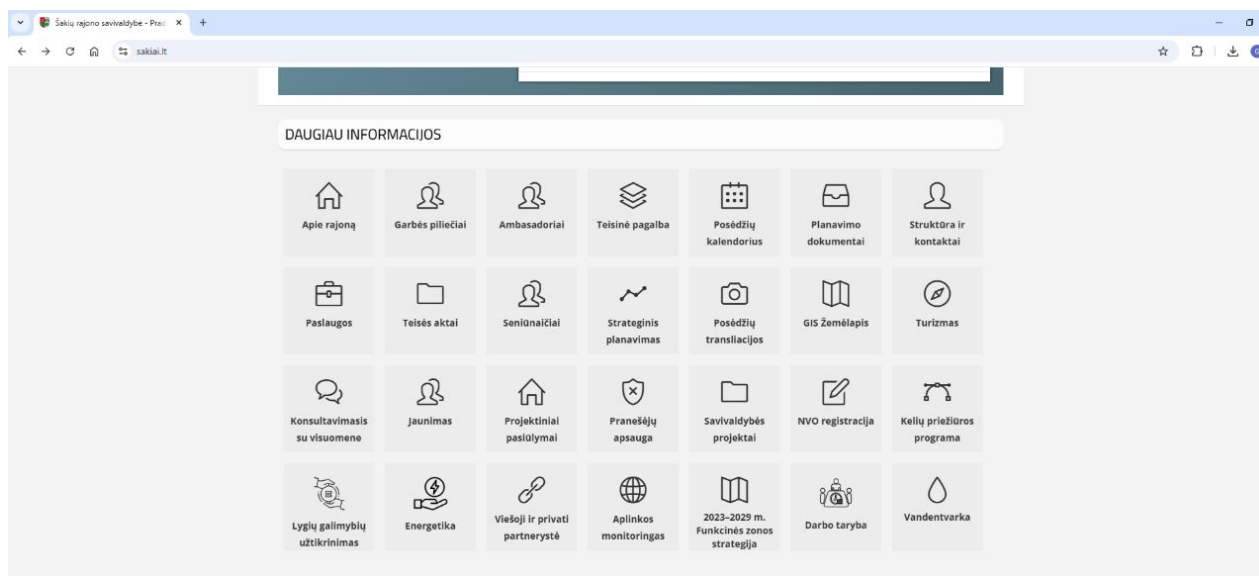 Šakių rajono savivaldybė - Prad
sakiai.lt
DAUGIAU INFORMACIJOS
Apie rajoną
Garbės piliečiai
Ambasadoriai
Teisinė pagalba
Posėdžių
kalendorius
Planavimo
dokumentai
Struktūra ir
kontaktai
Paslaugos
Teisės aktai
Seniūnaičiai
Strateginis
planavimas
Posėdžių
transliacijos
GIS Žemėlapis
Turizmas
Konsultavimasis
su visuomene
Jaunimas
Projektiniai
pasiūlymai
Pranešėjų
apsauga
Savivaldybės
projektai
NVO registracija
Kelių priežiūros
programa
Lygių galimybių
užtikrinimas
Energetika
Viešoji ir privati
partnerystė
Aplinkos
monitoringas
2023–2029 m.
Funkcinės zonos
strategija
Darbo taryba
Vandentvarka